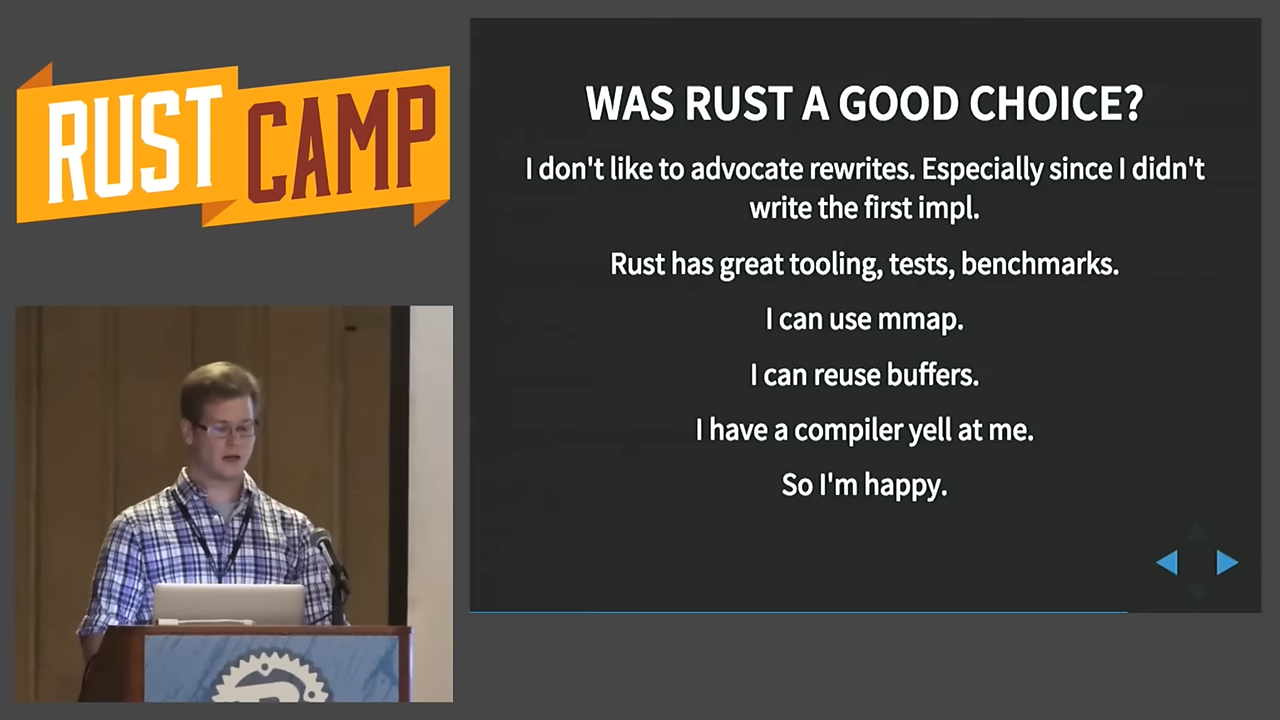 RUST CAMP
WAS RUST A GOOD CHOICE?
I don't like to advocate rewrites. Especially since I didn't
write the first impl.
Rust has great tooling, tests, benchmarks.
I can use mmap.
I can reuse buffers.
I have a compiler yell at me.
So I'm happy.